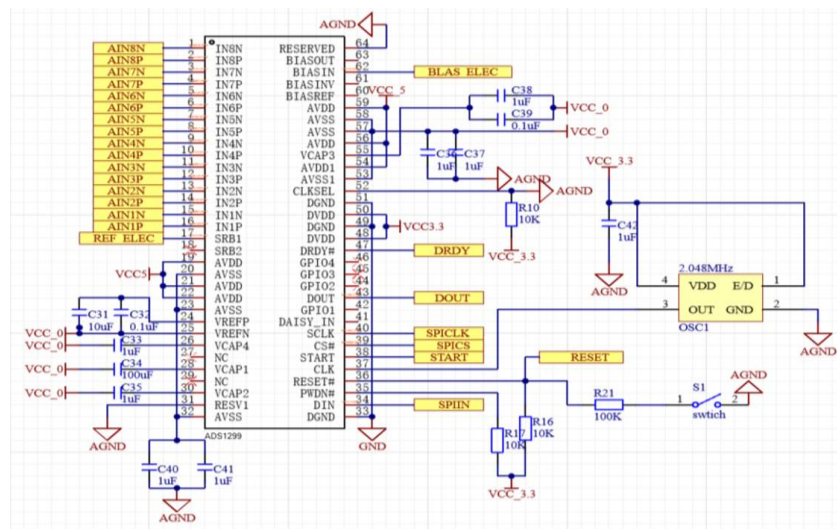 AGND
AIN8N 1 IN8N RESERVED 64
AIN8P 2 IN8P BIASOUT 63
AIN7N 3 IN7N BIASIN 62 BLAS ELEC
AIN7P 4 IN7P BIASINV 61
AIN6N 5 IN6N BIASREF 60 VCC_5 C38
AIN6P 6 IN6P AVDD 59 1uF VCC_0
AIN5N 7 IN5N AVSS 58 C39
AIN5P 8 IN5P AVSS 57 0.1uF VCC_0
AIN4N 9 IN4N AVDD 56
AIN4P 10 IN4P VCAP3 55 C36 C37
AIN3N 11 IN3N AVDD1 54 1uF 1uF VCC_3.3
AIN3P 12 IN3P AVSS1 53 AGND
AIN2N 13 IN2N CLKSEL 52 AGND
AIN2P 14 IN2P DGND 51 R10
AIN1N 15 IN1N DVDD 50 10K C42
AIN1P 16 IN1P DGND 49 VCC3.3 1uF
REF ELEC 17 SRB1 DVDD 48
18 SRB2 DRDY# 47 DRDY VCC_3.3
19 AVDD GPIO4 46 2.048MHz
VCC5 20 AVSS GPIO3 45 AGND 4 VDD E/D 1
21 AVDD GPIO2 44
22 AVDD DOUT 43 DOUT 3 OUT GND 2
C31 C32 23 AVSS GPIO1 42 OSC1
10uF 0.1uF 24 VREFP DAISY_IN 41
VCC_0 25 VREFN SCLK 40 SPICLK AGND
VCC_0 C33 26 VCAP4 CS# 39 SPICS
1uF 27 NC START 38 START RESET
VCC_0 C34 28 VCAP1 CLK 37
100uF 29 NC RESET# 36 AGND
VCC_0 C35 30 VCAP2 PWDN# 35 R21 S1
1uF 31 RESV1 DIN 34 SPIIN 100K 1 swtich 2
32 AVSS DGND 33 R16
AGND ADS1299 GND R17 10K
10K
C40 C41
1uF 1uF
VCC_3.3
AGND